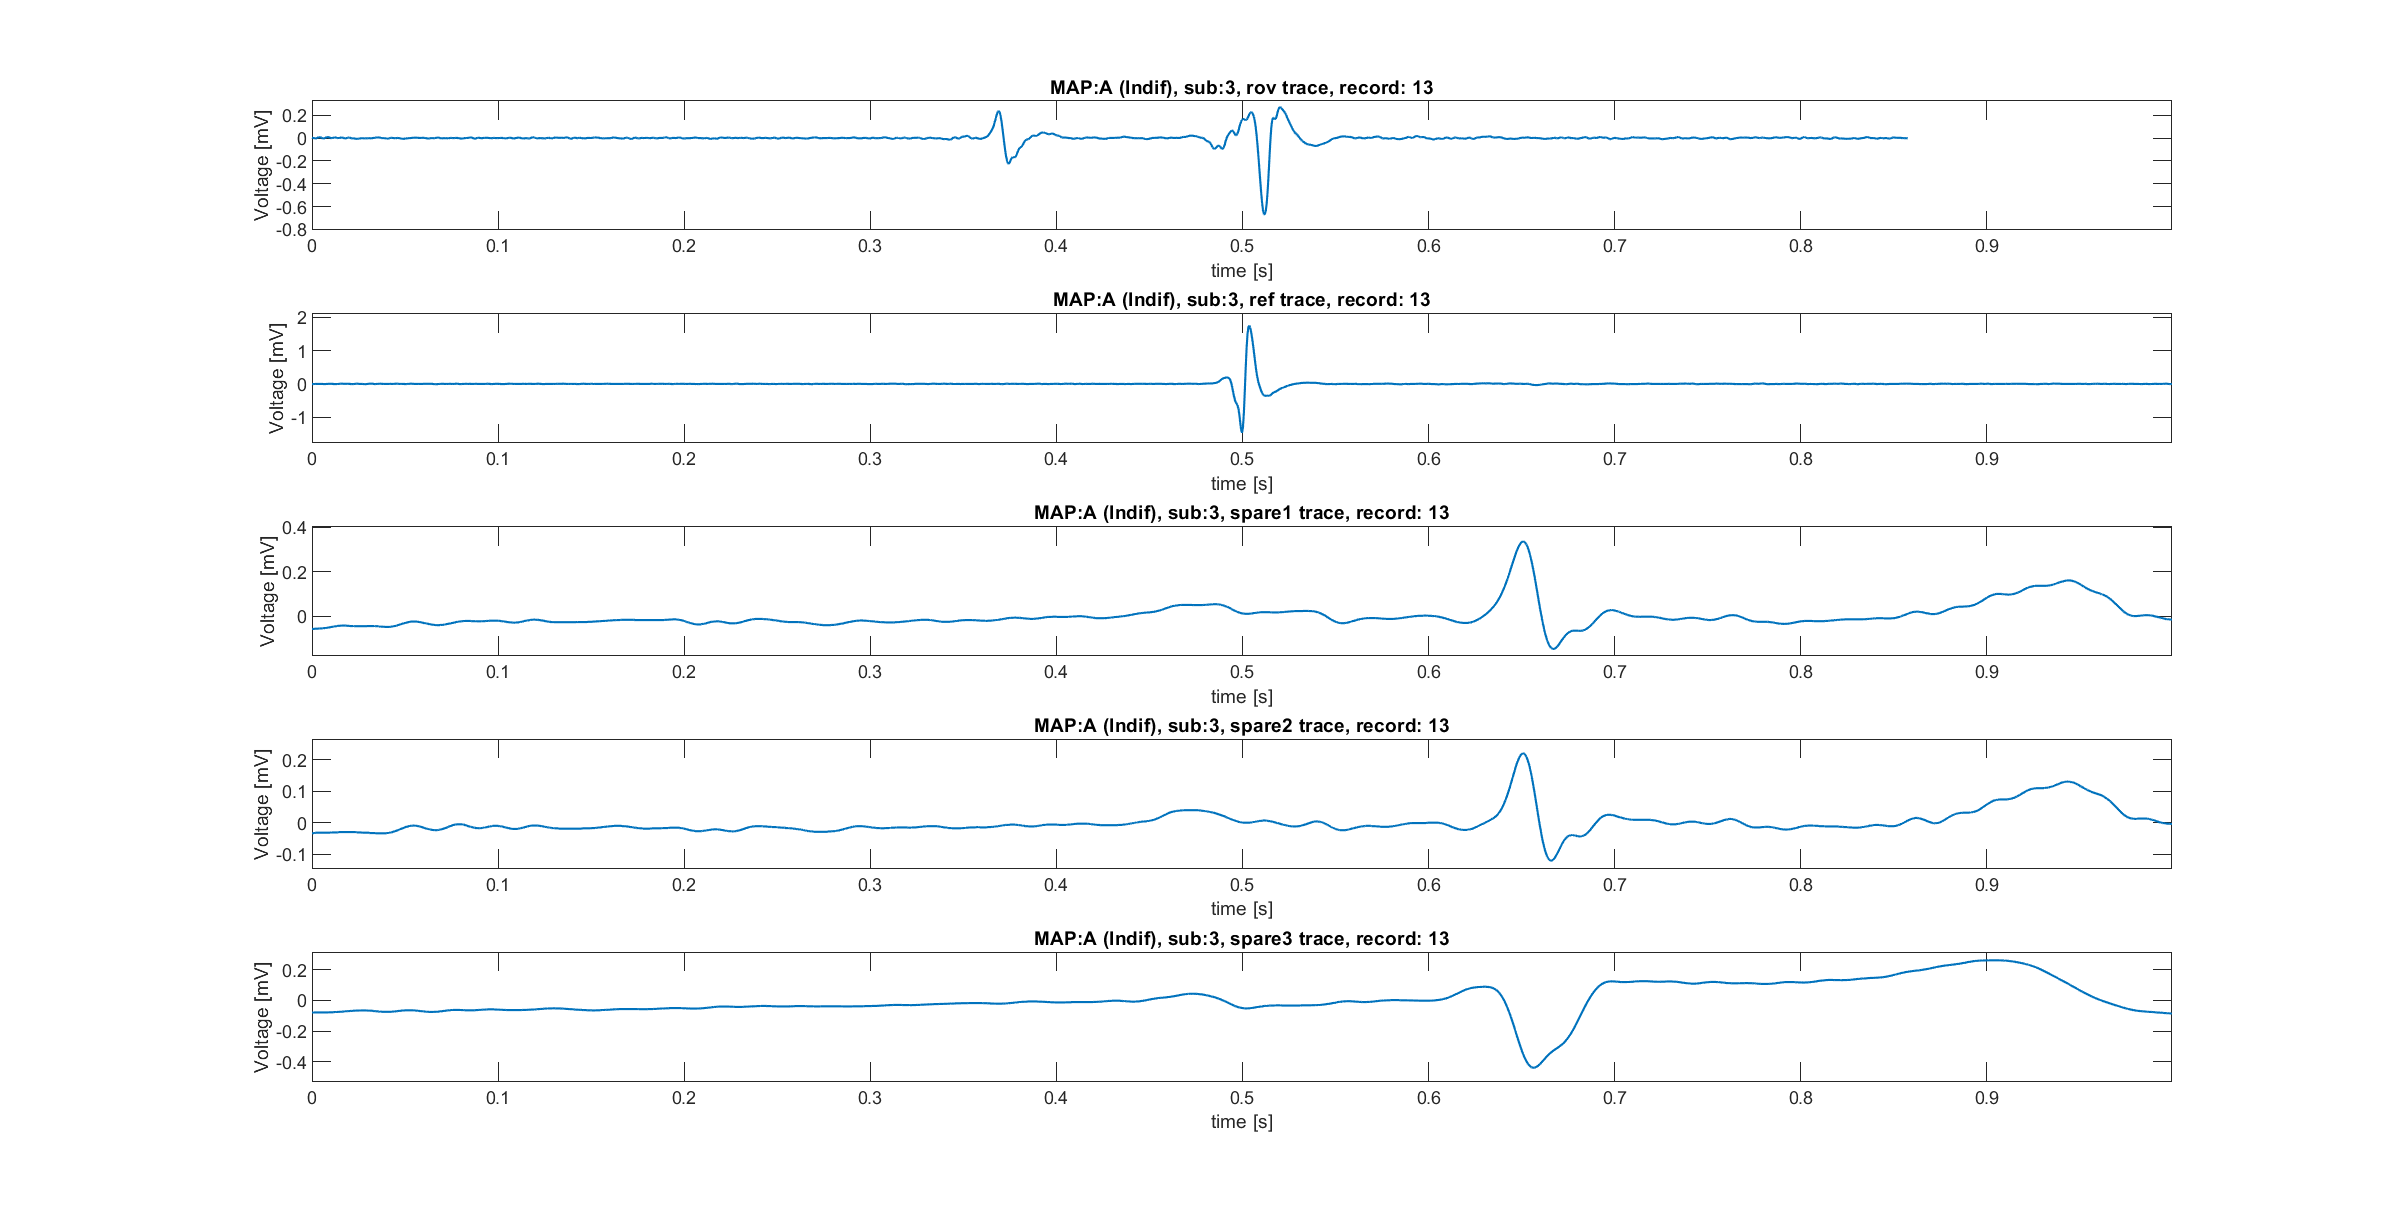 MAP:A (Indif), sub:3, rov trace, record: 13
Voltage [mV]
0.2
0
-0.2
-0.4
-0.6
-0.8
0 0.1 0.2 0.3 0.4 0.5 0.6 0.7 0.8 0.9
time [s]
MAP:A (Indif), sub:3, ref trace, record: 13
Voltage [mV]
2
1
0
-1
0 0.1 0.2 0.3 0.4 0.5 0.6 0.7 0.8 0.9
time [s]
MAP:A (Indif), sub:3, spare1 trace, record: 13
Voltage [mV]
0.4
0.2
0
0 0.1 0.2 0.3 0.4 0.5 0.6 0.7 0.8 0.9
time [s]
MAP:A (Indif), sub:3, spare2 trace, record: 13
Voltage [mV]
0.2
0.1
0
-0.1
0 0.1 0.2 0.3 0.4 0.5 0.6 0.7 0.8 0.9
time [s]
MAP:A (Indif), sub:3, spare3 trace, record: 13
Voltage [mV]
0.2
0
-0.2
-0.4
0 0.1 0.2 0.3 0.4 0.5 0.6 0.7 0.8 0.9
time [s]